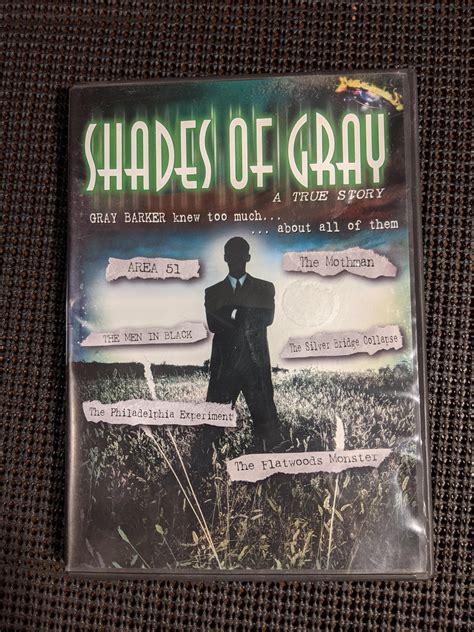 SHADES OF GRAY
A TRUE STORY
GRAY BARKER knew too much...
... about all of them
AREA 51
The Mothman
THE MEN IN BLACK
The Silver Bridge Collapse
The Philadelphia Experiment
The Flatwoods Monster